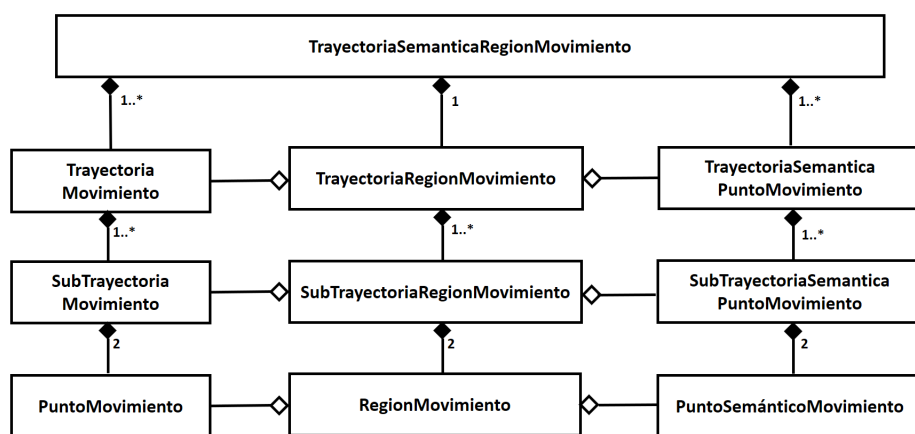 TrayectoriaSemanticaRegionMovimiento
1..*
1
1..*
Trayectoria
Movimiento
TrayectoriaRegionMovimiento
TrayectoriaSemantica
PuntoMovimiento
1..*
1..*
1..*
SubTrayectoria
Movimiento
SubTrayectoriaRegionMovimiento
SubTrayectoriaSemantica
PuntoMovimiento
2
2
2
PuntoMovimiento
RegionMovimiento
PuntoSemánticoMovimiento